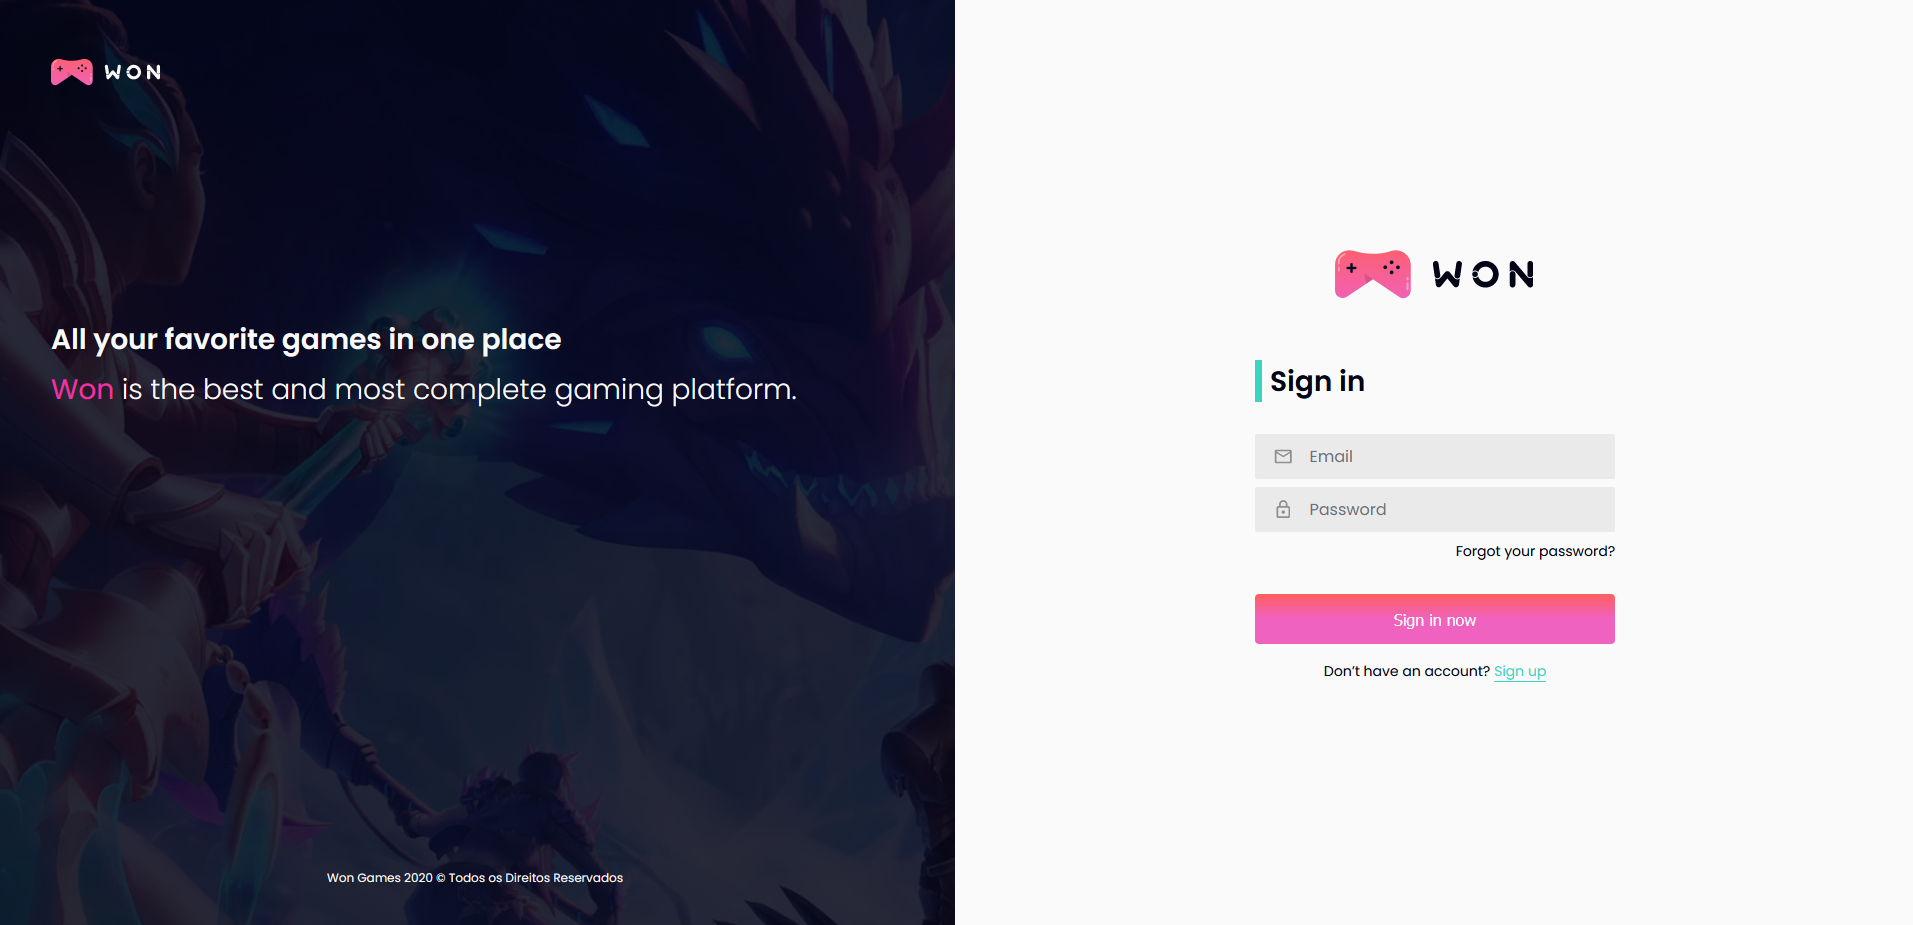 WON
All your favorite games in one place
Won is the best and most complete gaming platform.
Won Games 2020 © Todos os Direitos Reservados
WON
Sign in
Email
Password
Forgot your password?
Sign in now
Don’t have an account? Sign up